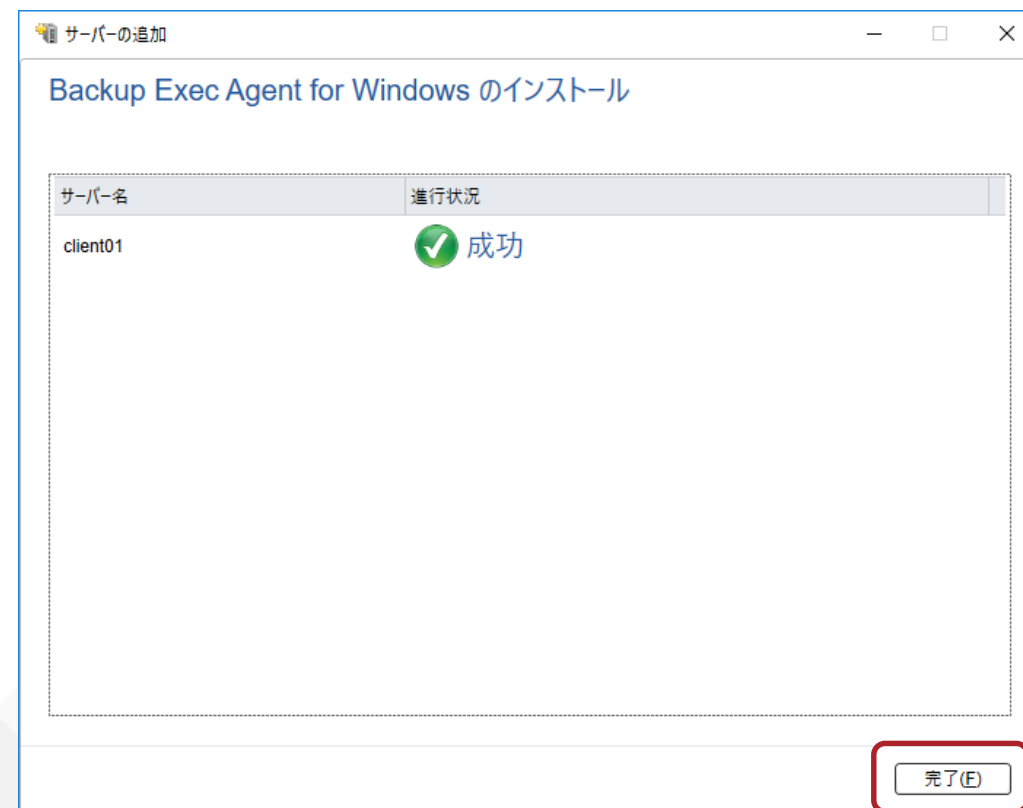 サーバーの追加
Backup Exec Agent for Windows のインストール
サーバー名 進行状況
client01 成功
完了(F)